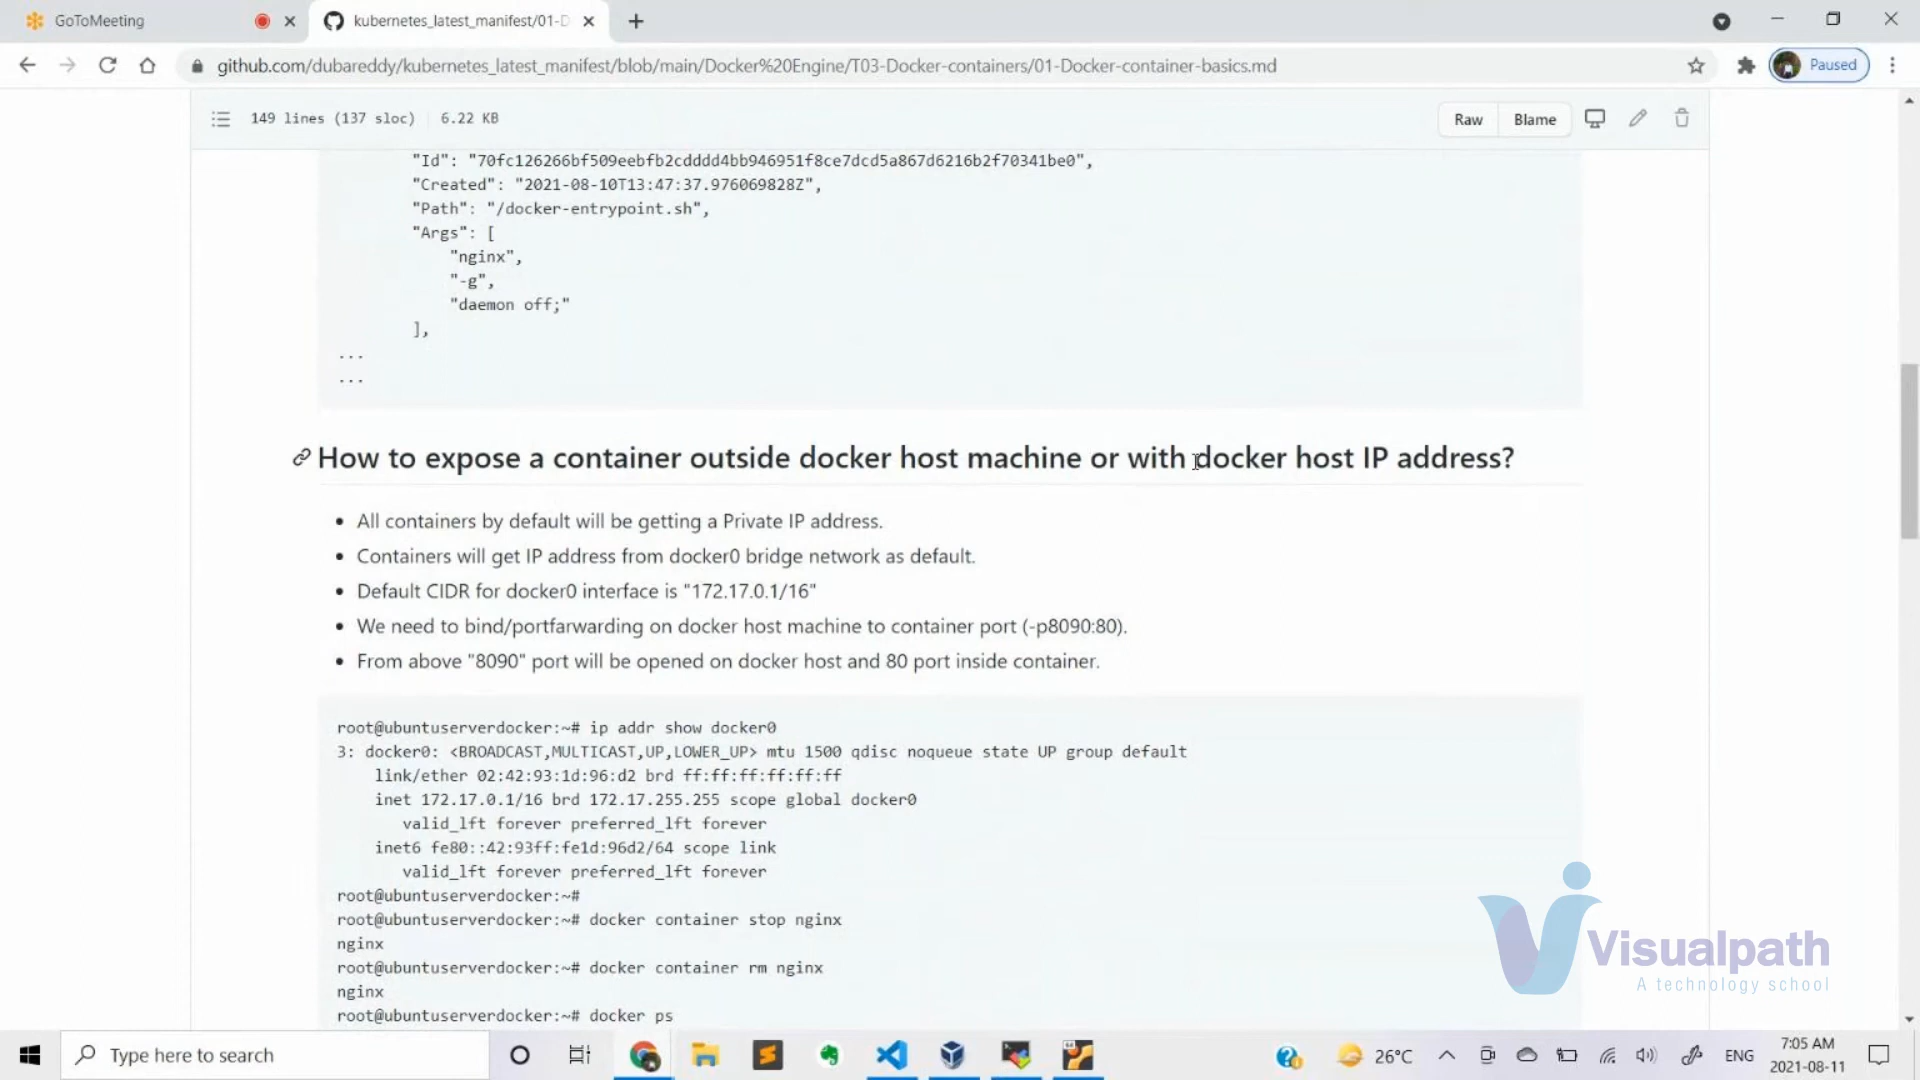 GoToMeeting
kubernetes_latest_manifest/01-D
github.com/dubareddy/kubernetes_latest_manifest/blob/main/Docker%20Engine/T03-Docker-containers/01-Docker-container-basics.md
Paused
149 lines (137 sloc) 6.22 KB
Raw
Blame
"Id": "70fc126266bf509eebfb2cdddd4bb946951f8ce7dcd5a867d6216b2f70341be0",
"Created": "2021-08-10T13:47:37.976069828Z",
"Path": "/docker-entrypoint.sh",
"Args": [
"nginx",
"-g",
"daemon off;"
],
...
...
How to expose a container outside docker host machine or with docker host IP address?
• All containers by default will be getting a Private IP address.
• Containers will get IP address from docker0 bridge network as default.
• Default CIDR for docker0 interface is "172.17.0.1/16"
• We need to bind/portfarwarding on docker host machine to container port (-p8090:80).
• From above "8090" port will be opened on docker host and 80 port inside container.
root@ubuntuserverdocker:~# ip addr show docker0
3: docker0: <BROADCAST,MULTICAST,UP,LOWER_UP> mtu 1500 qdisc noqueue state UP group default
link/ether 02:42:93:1d:96:d2 brd ff:ff:ff:ff:ff:ff
inet 172.17.0.1/16 brd 172.17.255.255 scope global docker0
valid_lft forever preferred_lft forever
inet6 fe80::42:93ff:fe1d:96d2/64 scope link
valid_lft forever preferred_lft forever
root@ubuntuserverdocker:~#
root@ubuntuserverdocker:~# docker container stop nginx
nginx
root@ubuntuserverdocker:~# docker container rm nginx
nginx
root@ubuntuserverdocker:~# docker ps
Visualpath
A technology school
Type here to search
26°C
ENG
7:05 AM
2021-08-11